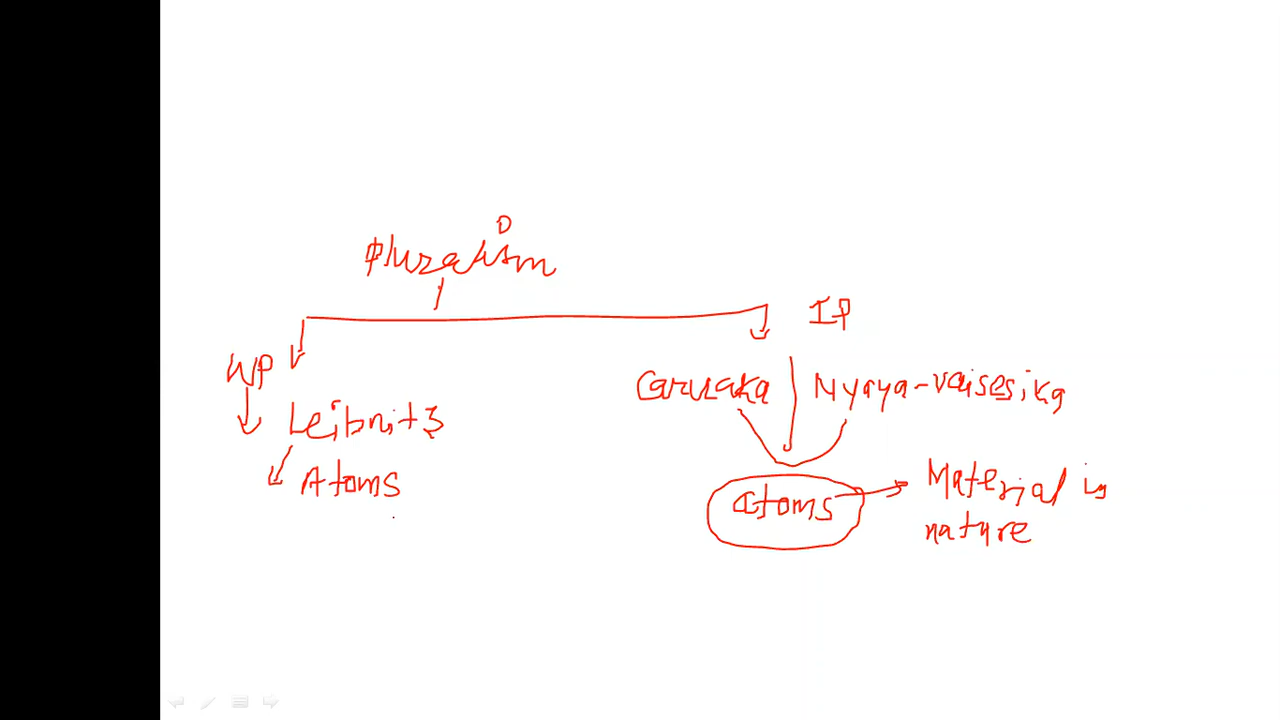 Pluralism
IP
WP
Carvaka
Nyaya-vaisesika
Leibnitz
Atoms
atoms
Material in
nature